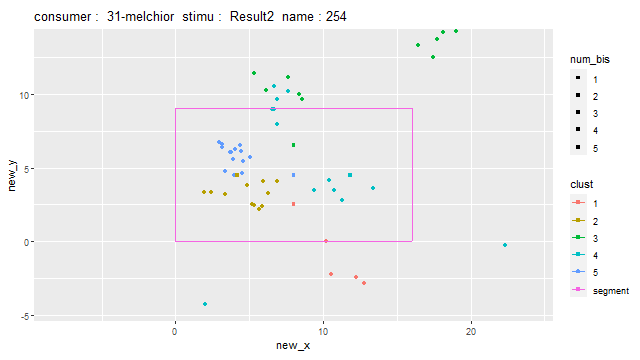 consumer :  31-melchior  stimu :  Result2  name : 254
new_y
10
5
0
-5
0
10
20
new_x
num_bis
1
2
3
4
5
clust
1
2
3
4
5
segment